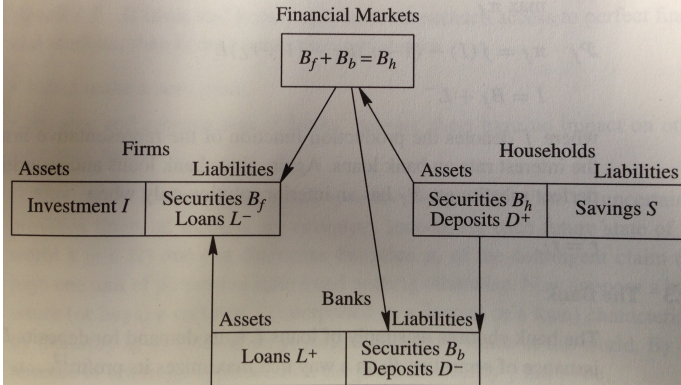 Financial Markets
B_f + B_b = B_h
Firms
Assets
Liabilities
Investment I
Securities B_f
Loans L^-
Households
Assets
Liabilities
Securities B_h
Deposits D^+
Savings S
Banks
Assets
Liabilities
Loans L^+
Securities B_b
Deposits D^-